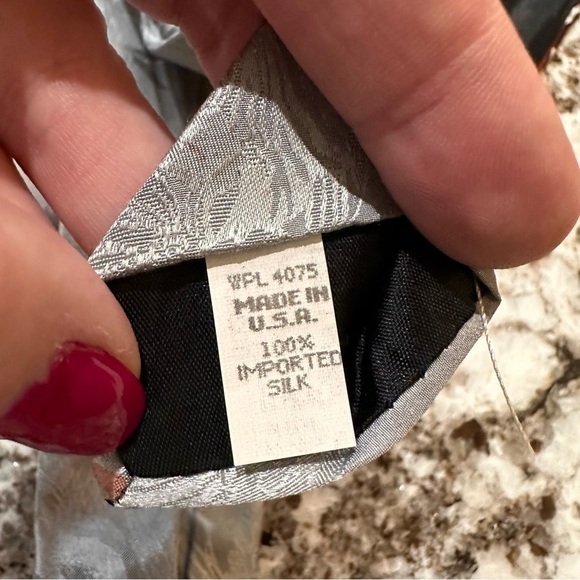 WPL 4075
MADE IN
U.S.A.
100%
IMPORTED
SILK